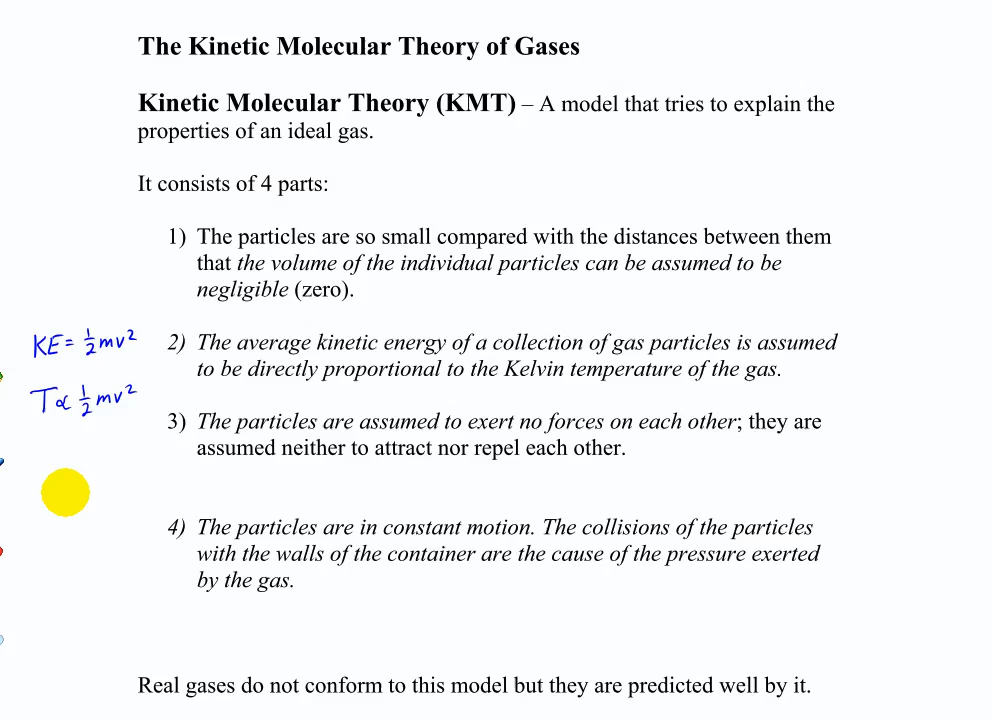 The Kinetic Molecular Theory of Gases
Kinetic Molecular Theory (KMT) – A model that tries to explain the
properties of an ideal gas.
It consists of 4 parts:
1) The particles are so small compared with the distances between them
that the volume of the individual particles can be assumed to be
negligible (zero).
KE = ½mv²
2) The average kinetic energy of a collection of gas particles is assumed
to be directly proportional to the Kelvin temperature of the gas.
T∝ ½mv²
3) The particles are assumed to exert no forces on each other; they are
assumed neither to attract nor repel each other.
4) The particles are in constant motion. The collisions of the particles
with the walls of the container are the cause of the pressure exerted
by the gas.
Real gases do not conform to this model but they are predicted well by it.